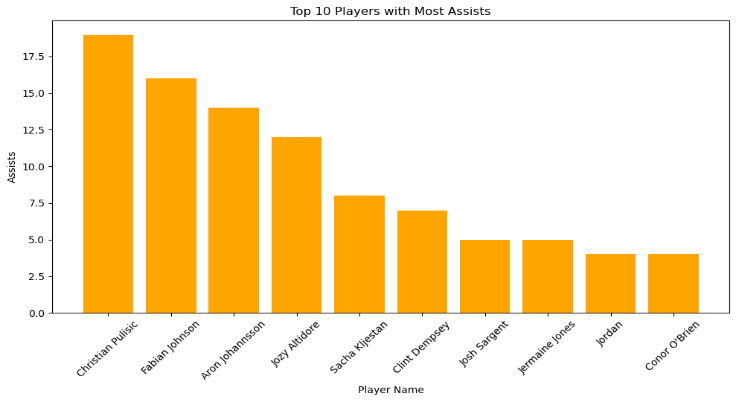 Top 10 Players with Most Assists
17.5
15.0
12.5
10.0
7.5
5.0
2.5
0.0
Assists
Christian Pulisic
Fabian Johnson
Aron Johannsson
Jozy Altidore
Sacha Kljestan
Clint Dempsey
Josh Sargent
Jermaine Jones
Jordan
Conor O'Brien
Player Name